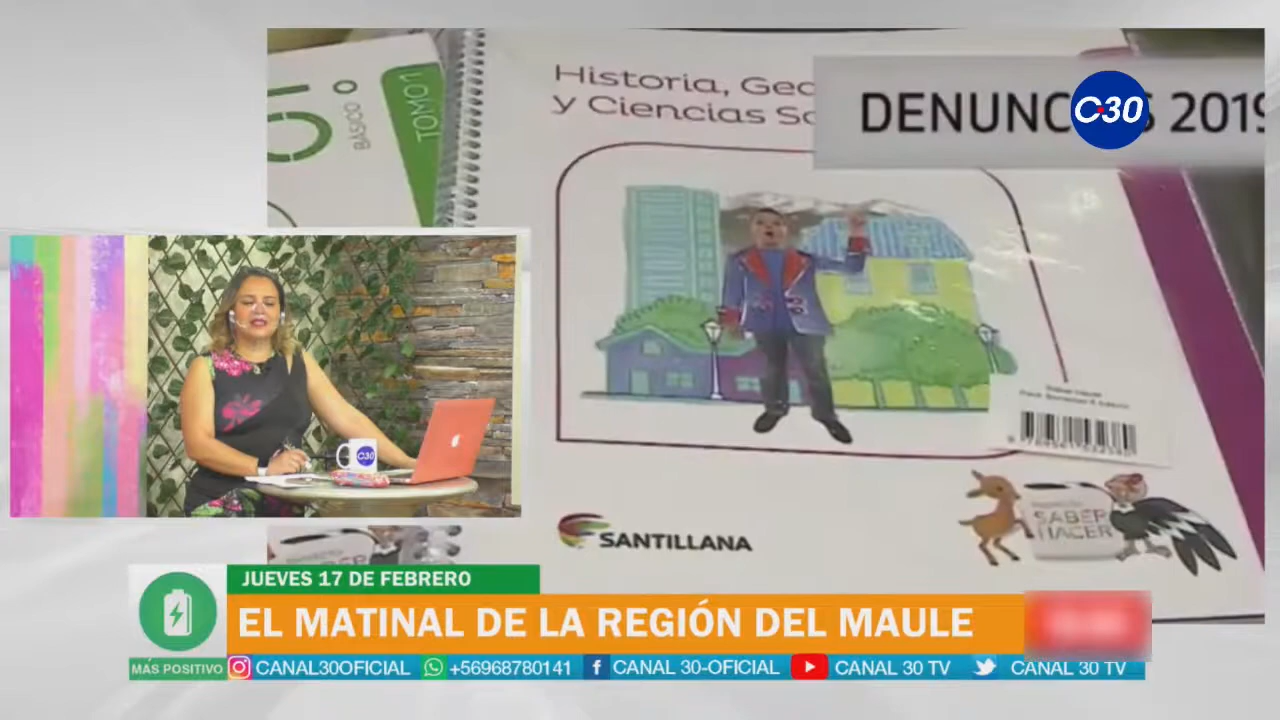 BÁSICO
TOMO 1
Historia, Geo
y Ciencias So
DENUNC
S 2019
C30
C30
SANTILLANA
SABER
HACER
JUEVES 17 DE FEBRERO
EL MATINAL DE LA REGIÓN DEL MAULE
MÁS POSITIVO
CANAL30OFICIAL
+56968780141
CANAL 30-OFICIAL
CANAL 30 TV
CANAL 30 TV